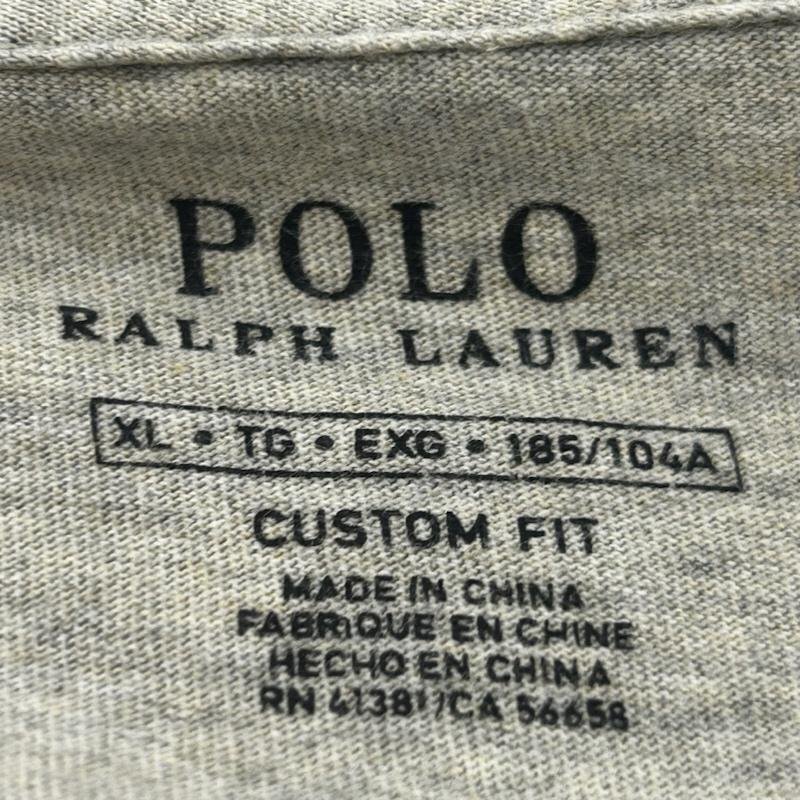 POLO
RALPH LAUREN
XL • TG • EXG • 185/104A
CUSTOM FIT
MADE IN CHINA
FABRIQUE EN CHINE
HECHO EN CHINA
RN 41381/CA 56658